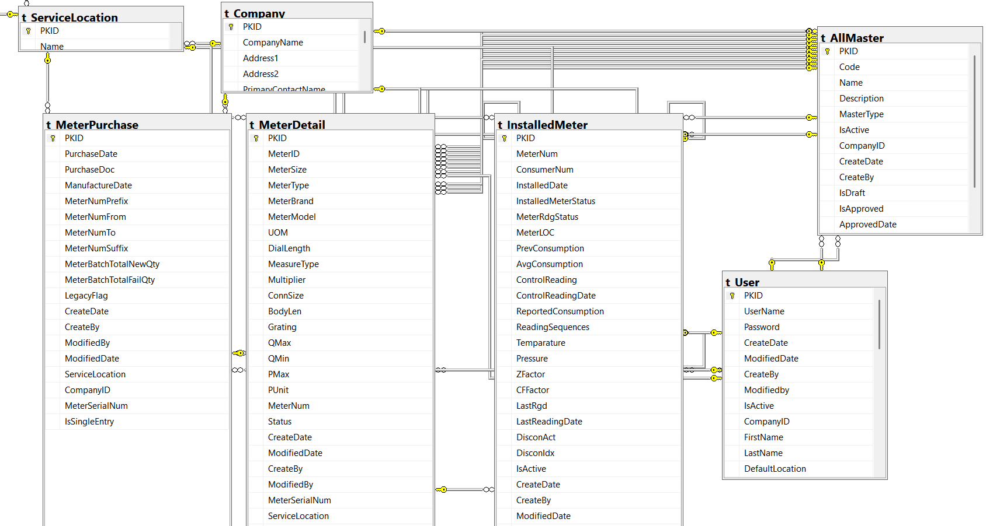 t_ServiceLocation
PKID
Name
t_Company
PKID
CompanyName
Address1
Address2
PrimaryContactName
t_AllMaster
PKID
Code
Name
Description
MasterType
IsActive
CompanyID
CreateDate
CreateBy
IsDraft
IsApproved
ApprovedDate
t_MeterPurchase
PKID
PurchaseDate
PurchaseDoc
ManufactureDate
MeterNumPrefix
MeterNumFrom
MeterNumTo
MeterNumSuffix
MeterBatchTotalNewQty
MeterBatchTotalFailQty
LegacyFlag
CreateDate
CreateBy
ModifiedBy
ModifiedDate
ServiceLocation
CompanyID
MeterSerialNum
IsSingleEntry
t_MeterDetail
PKID
MeterID
MeterSize
MeterType
MeterBrand
MeterModel
UOM
DialLength
MeasureType
Multiplier
ConnSize
BodyLen
Grating
QMax
QMin
PMax
PUnit
MeterNum
Status
CreateDate
ModifiedDate
CreateBy
ModifiedBy
MeterSerialNum
ServiceLocation
t_InstalledMeter
PKID
MeterNum
ConsumerNum
InstalledDate
InstalledMeterStatus
MeterRdgStatus
MeterLOC
PrevConsumption
AvgConsumption
ControlReading
ControlReadingDate
ReportedConsumption
ReadingSequences
Temparature
Pressure
ZFactor
CFFactor
LastRgd
LastReadingDate
DisconAct
DisconIdx
IsActive
CreateDate
CreateBy
ModifiedDate
t_User
PKID
UserName
Password
CreateDate
ModifiedDate
CreateBy
Modifiedby
IsActive
CompanyID
FirstName
LastName
DefaultLocation